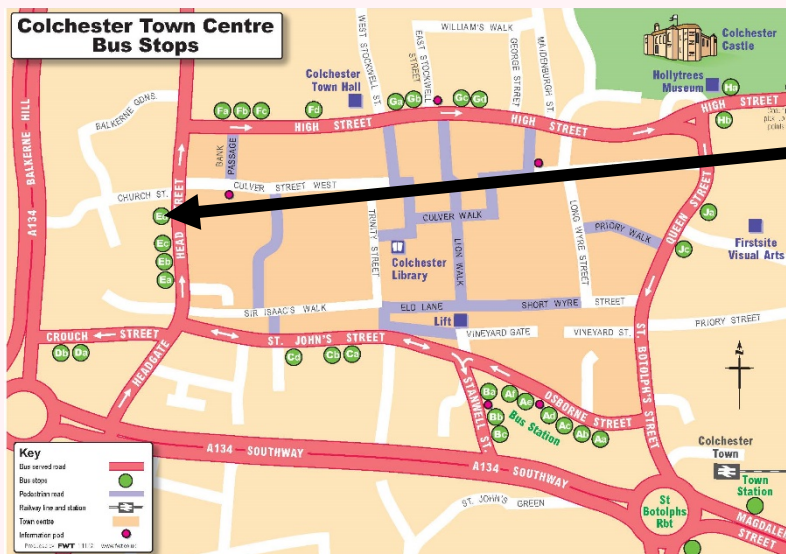 Colchester Town Centre
Bus Stops
WILLIAM'S WALK
WEST STOCKWELL ST.
EAST STOCKWELL
STREET
GEORGE STREET
MAIDENBURGH ST.
Colchester
Castle
Colchester
Town Hall
Hollytrees
Museum
Ha
Hb
HIGH STREET
BALKERNE GDNS.
A134 BALKERNE HILL
Fa
Fb
Fc
Fd
Ga
Gb
Gc
Gd
HIGH STREET
HIGH STREET
BANK
PASSAGE
CHURCH ST.
CULVER STREET WEST
HEAD STREET
Ec
Eb
Ea
TRINITY STREET
CULVER WALK
LION WALK
LONG WYRE
STREET
PRIORY WALK
QUEEN STREET
Ja
Jc
Firstsite
Visual Arts
Colchester
Library
SIR ISAAC'S WALK
ELD LANE
SHORT WYRE STREET
Lift
VINEYARD GATE
VINEYARD ST.
PRIORY STREET
CROUCH STREET
Db
Da
HEADGATE
ST. JOHN'S STREET
Cd
Cb
Ca
STANWELL ST.
OSBORNE STREET
ST. BOTOLPH'S STREET
Ba
Bb
Bc
Af
Ae
Ad
Ac
Ab
Aa
Bus Station
N
A134 SOUTHWAY
A134 SOUTHWAY
ST. JOHN'S
GREEN
St
Botolphs
Rbt
Colchester
Town
Town
Station
MAGDALEN
STREET
Key
Bus served road
Bus stops
Pedestrian road
Railway line and station
Town centre
Information pod
FWT